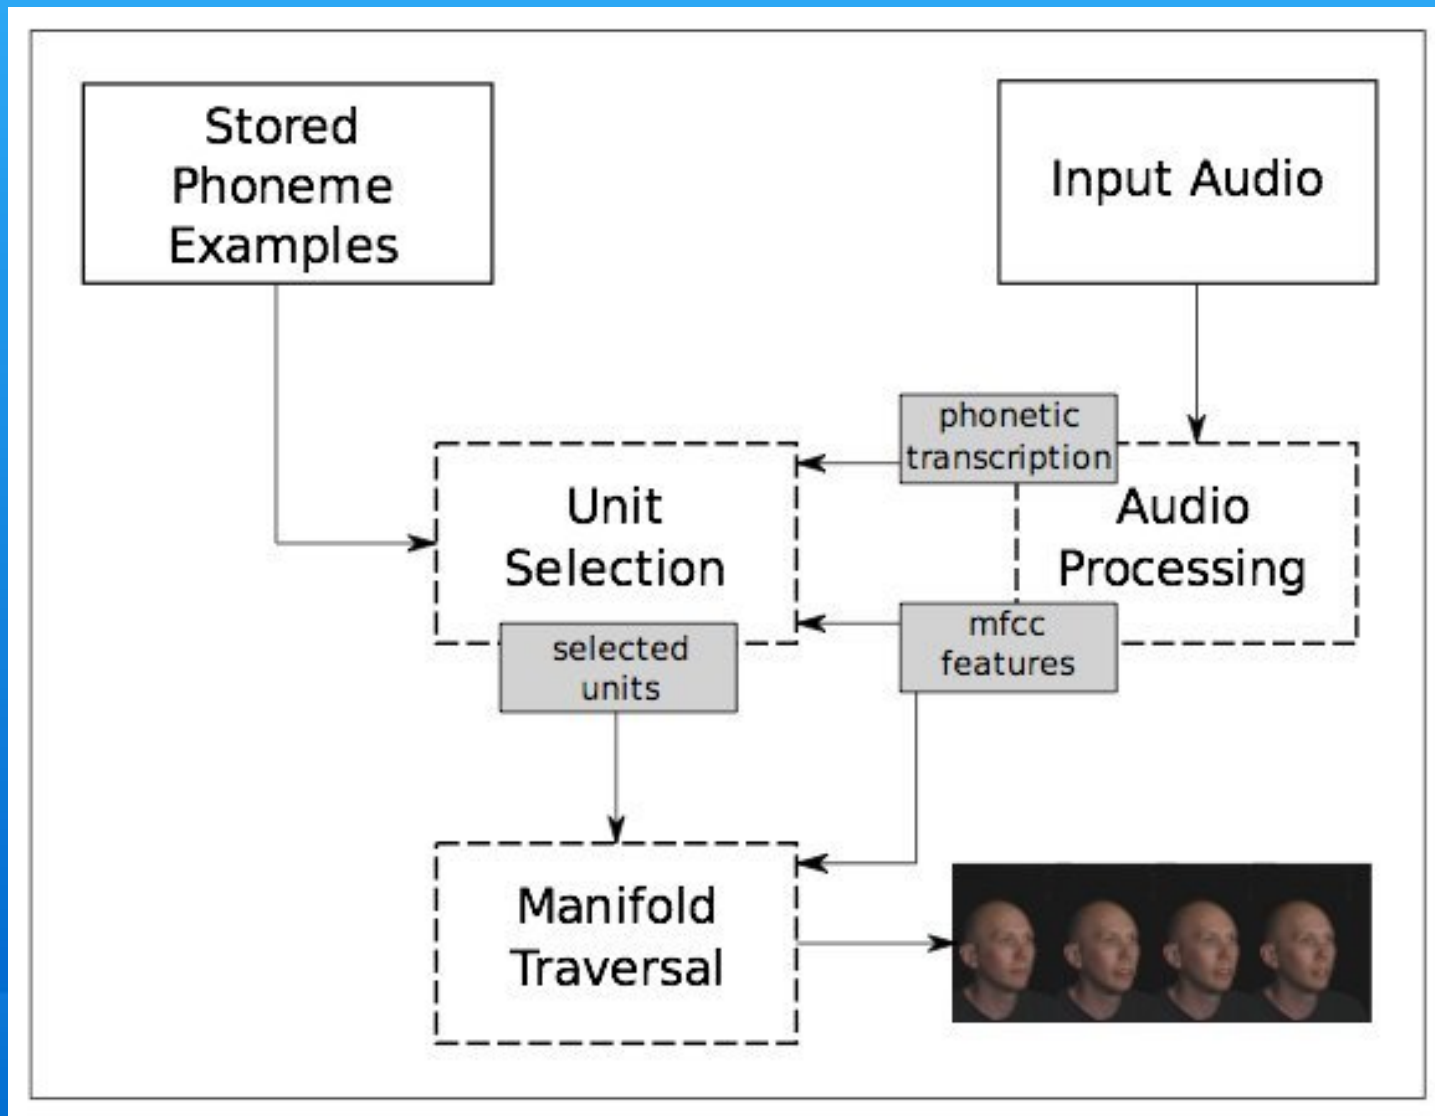 Stored
Phoneme
Examples
Input Audio
phonetic
transcription
Unit
Selection
Audio
Processing
selected
units
mfcc
features
Manifold
Traversal